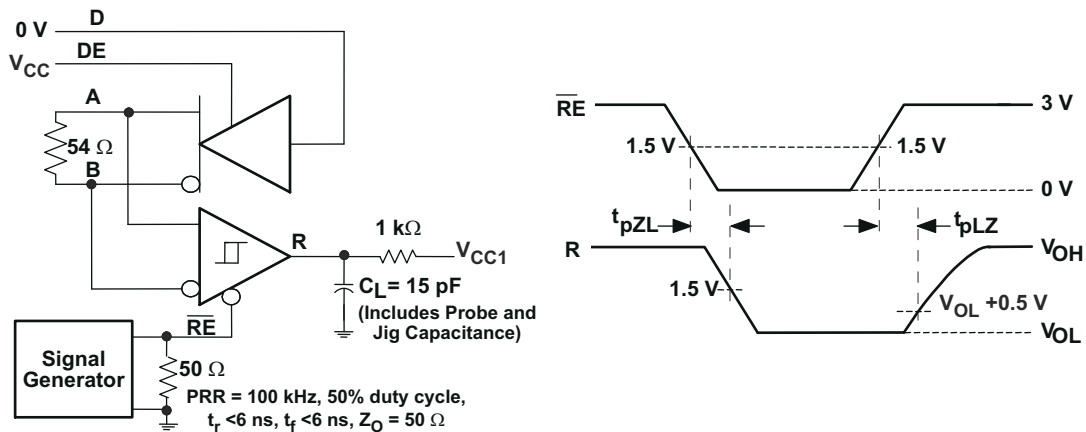 D
0 V
DE
VCC
A
54 Ω
B
R
1 kΩ
VCC1
CL = 15 pF
(Includes Probe and
Jig Capacitance)
RE
Signal
Generator
50 Ω
PRR = 100 kHz, 50% duty cycle,
tr <6 ns, tf <6 ns, ZO = 50 Ω
RE
3 V
1.5 V
1.5 V
0 V
tpZL
tpLZ
R
VOH
1.5 V
VOL +0.5 V
VOL